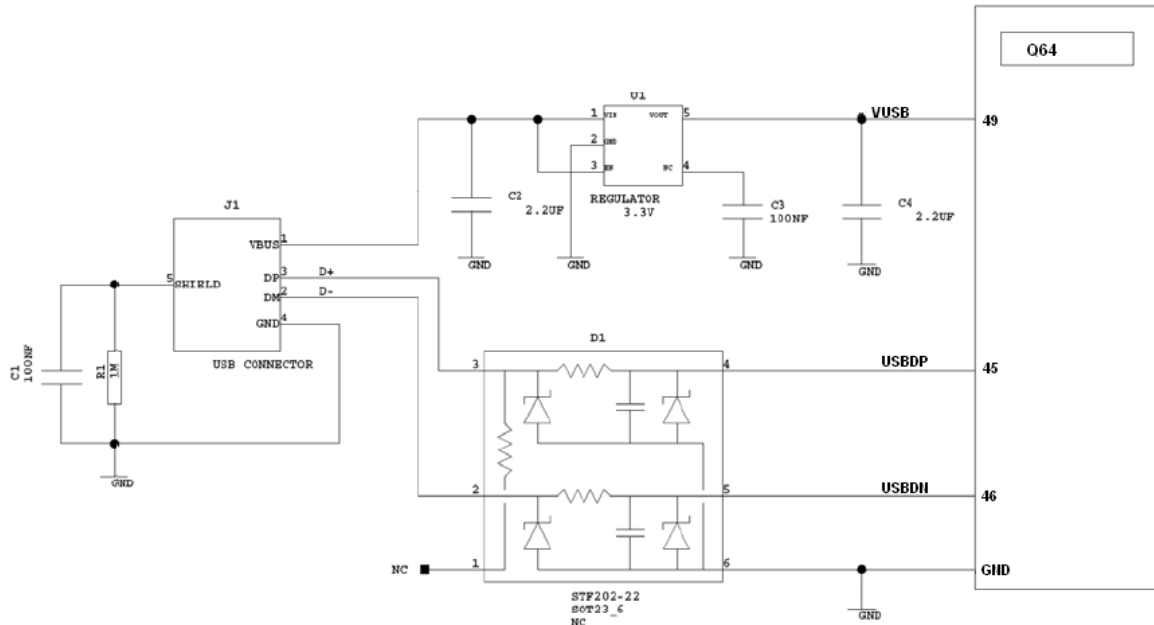 Q64
U1
1 VIN VOUT 5 VUSB 49
2 GND
3 EN NC 4
REGULATOR
3.3V
C2
2.2UF
C3
100NF
C4
2.2UF
GND GND GND GND
J1
VBUS 1
5 SHIELD
DP 3 D+
DM 2 D-
GND 4
USB CONNECTOR
C1
100NF
R1
1M
GND
D1
3 4 USBDP 45
2 5 USBDN 46
NC 1 6 GND
STF202-22
SOT23_6
NC
GND